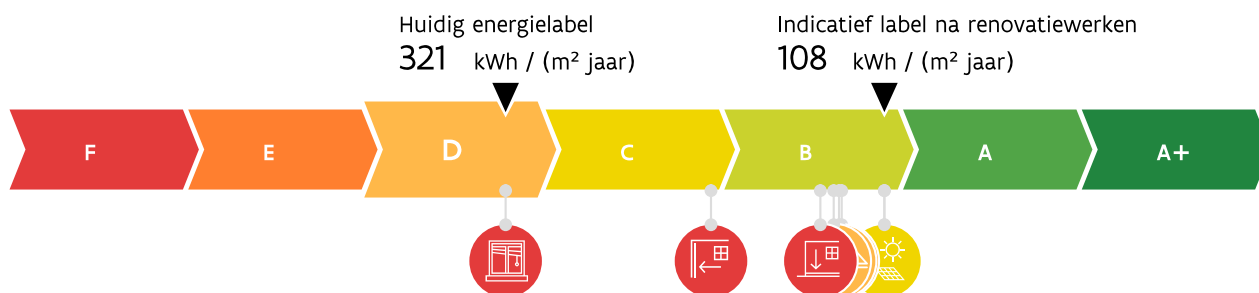 Huidig energielabel
321 kWh / (m² jaar)
Indicatief label na renovatiewerken
108 kWh / (m² jaar)
F E D C B A A+